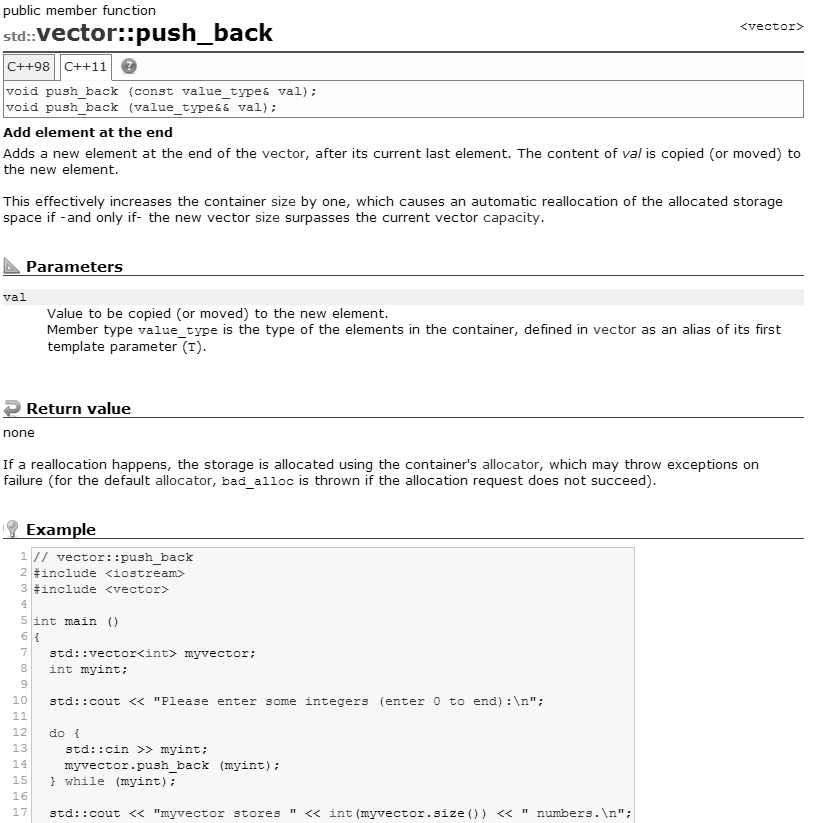 public member function
std::vector::push_back
<vector>
C++98 C++11 ?
void push_back (const value_type& val);
void push_back (value_type&& val);
Add element at the end
Adds a new element at the end of the vector, after its current last element. The content of val is copied (or moved) to
the new element.
This effectively increases the container size by one, which causes an automatic reallocation of the allocated storage
space if -and only if- the new vector size surpasses the current vector capacity.
Parameters
val
Value to be copied (or moved) to the new element.
Member type value_type is the type of the elements in the container, defined in vector as an alias of its first
template parameter (T).
Return value
none
If a reallocation happens, the storage is allocated using the container's allocator, which may throw exceptions on
failure (for the default allocator, bad_alloc is thrown if the allocation request does not succeed).
Example
1 // vector::push_back
2 #include <iostream>
3 #include <vector>
4
5 int main ()
6 {
7 std::vector<int> myvector;
8 int myint;
9
10 std::cout << "Please enter some integers (enter 0 to end):\n";
11
12 do {
13 std::cin >> myint;
14 myvector.push_back (myint);
15 } while (myint);
16
17 std::cout << "myvector stores " << int(myvector.size()) << " numbers.\n";